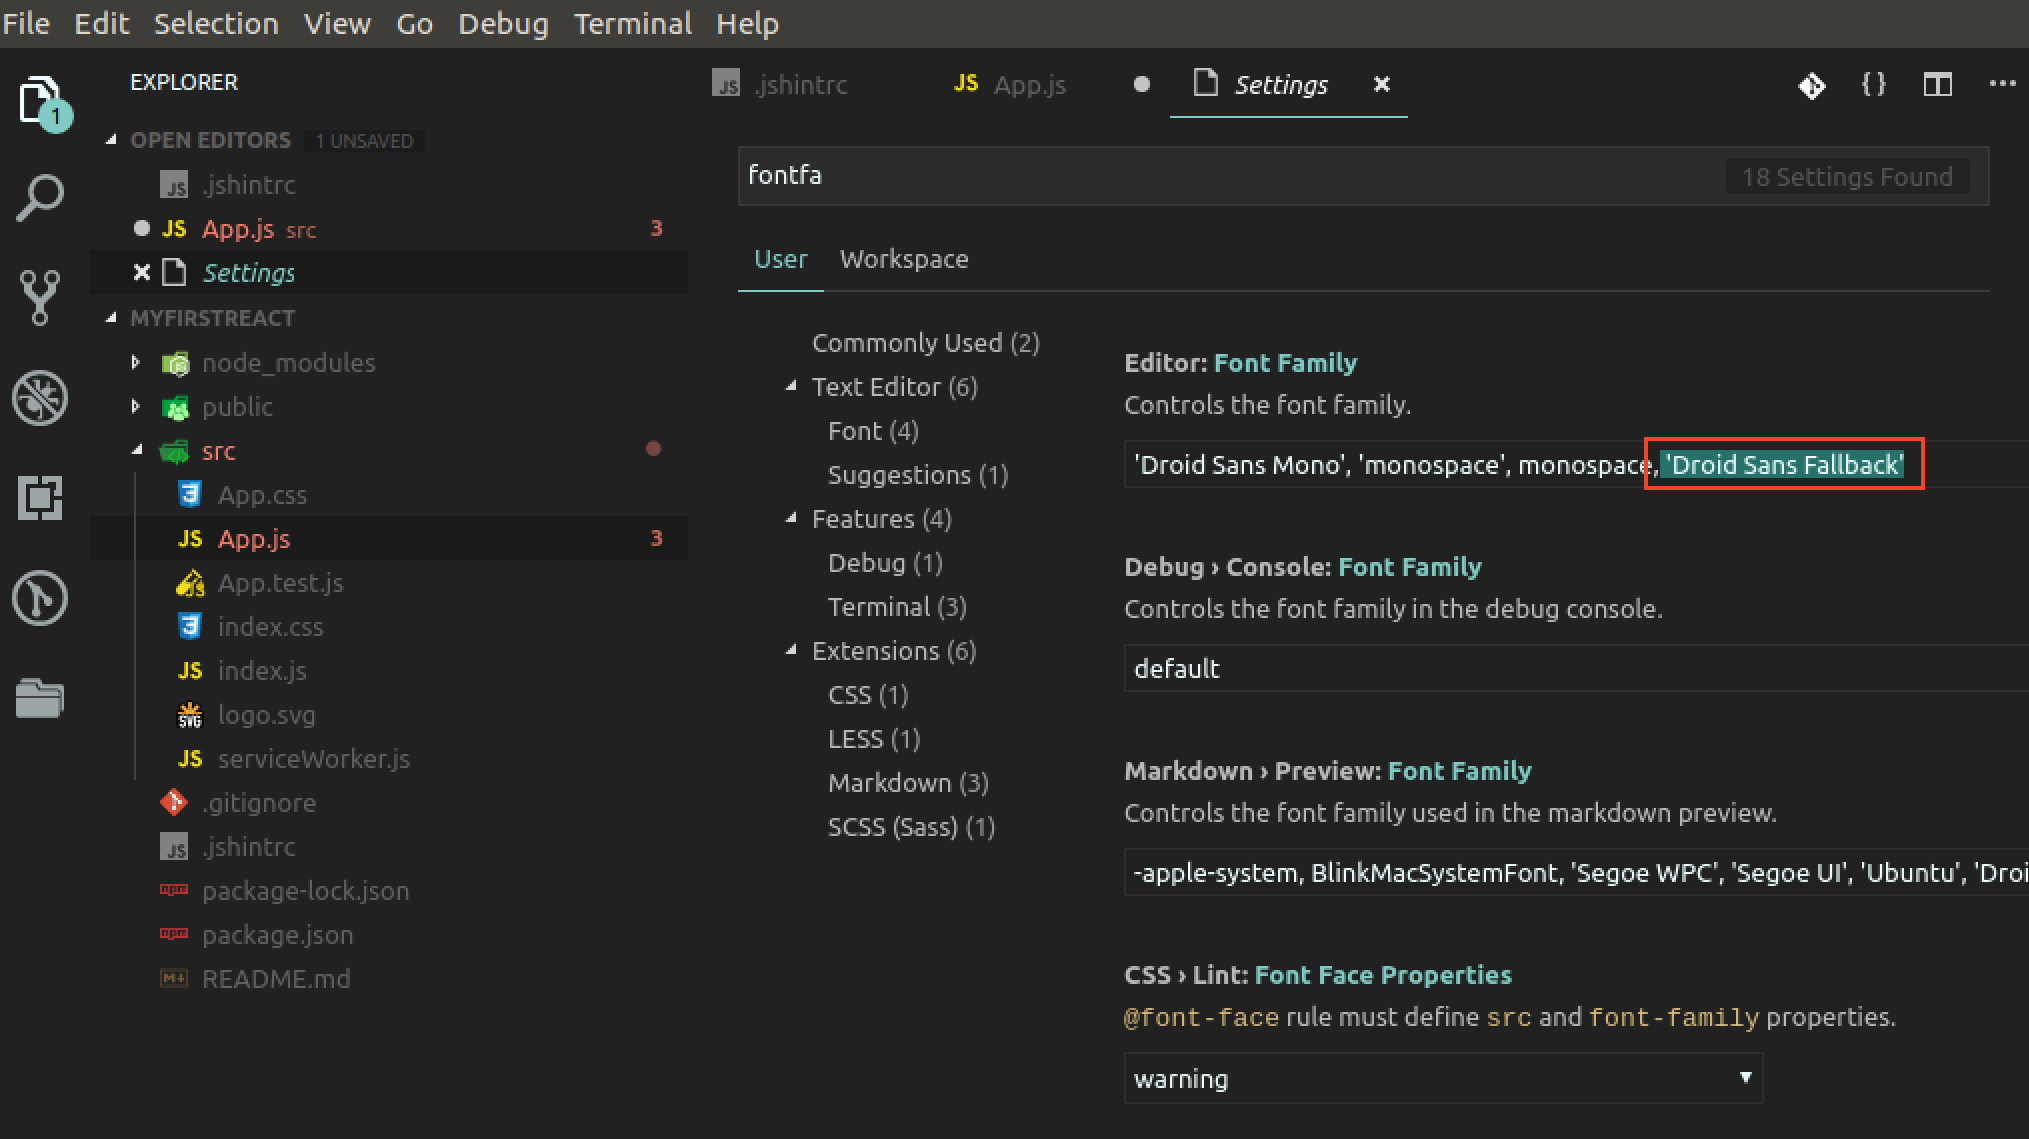 File Edit Selection View Go Debug Terminal Help
1
EXPLORER
OPEN EDITORS 1 UNSAVED
.jshintrc
App.js src 3
Settings
MYFIRSTREACT
node_modules
public
src
App.css
App.js 3
App.test.js
index.css
index.js
logo.svg
serviceWorker.js
.gitignore
.jshintrc
package-lock.json
package.json
README.md
.jshintrc JS App.js Settings
fontfa 18 Settings Found
User Workspace
Commonly Used (2)
Text Editor (6)
Font (4)
Suggestions (1)
Features (4)
Debug (1)
Terminal (3)
Extensions (6)
CSS (1)
LESS (1)
Markdown (3)
SCSS (Sass) (1)
Editor: Font Family
Controls the font family.
'Droid Sans Mono', 'monospace', monospace, 'Droid Sans Fallback'
Debug › Console: Font Family
Controls the font family in the debug console.
default
Markdown › Preview: Font Family
Controls the font family used in the markdown preview.
-apple-system, BlinkMacSystemFont, 'Segoe WPC', 'Segoe UI', 'Ubuntu', 'Droi
CSS › Lint: Font Face Properties
@font-face rule must define src and font-family properties.
warning